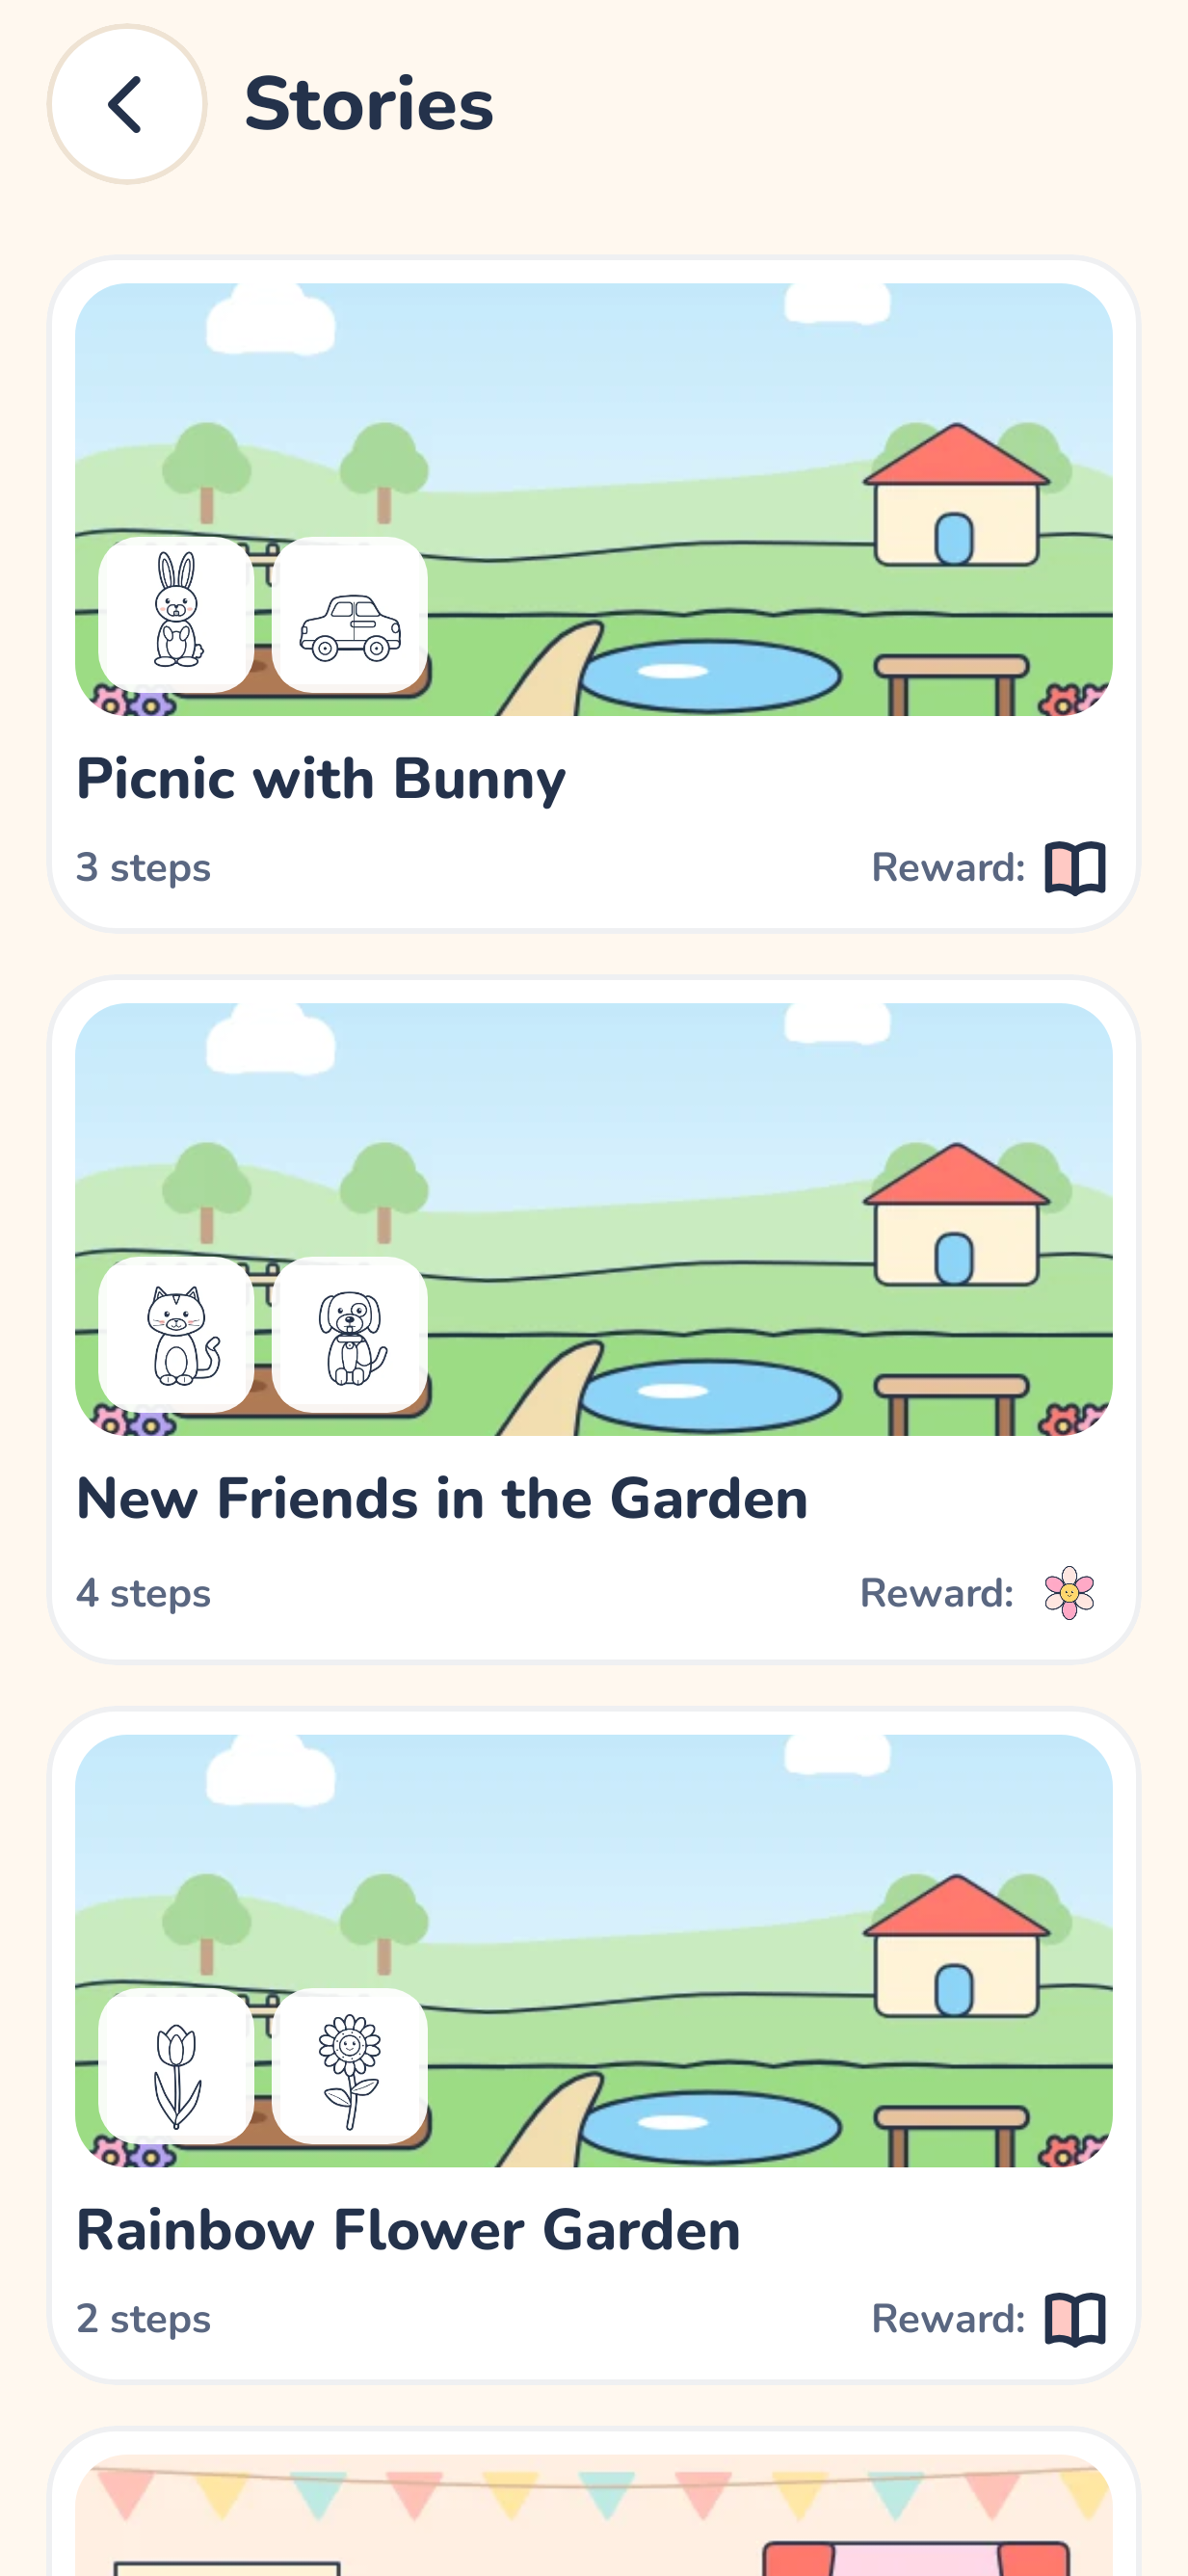 Stories
Picnic with Bunny
3 steps
Reward:
New Friends in the Garden
4 steps
Reward:
Rainbow Flower Garden
2 steps
Reward: